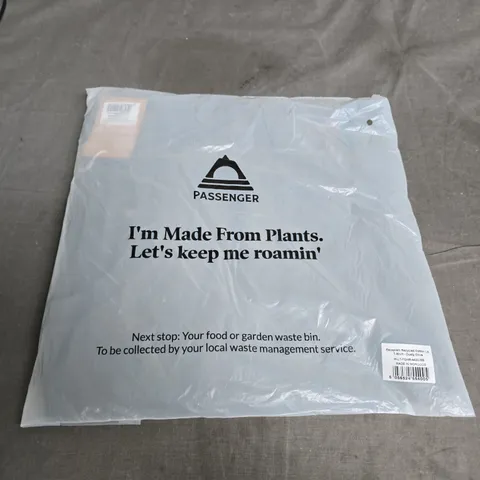 PASSENGER
I'm Made From Plants.
Let's keep me roamin'
Next stop: Your food or garden waste bin.
To be collected by your local waste management service.